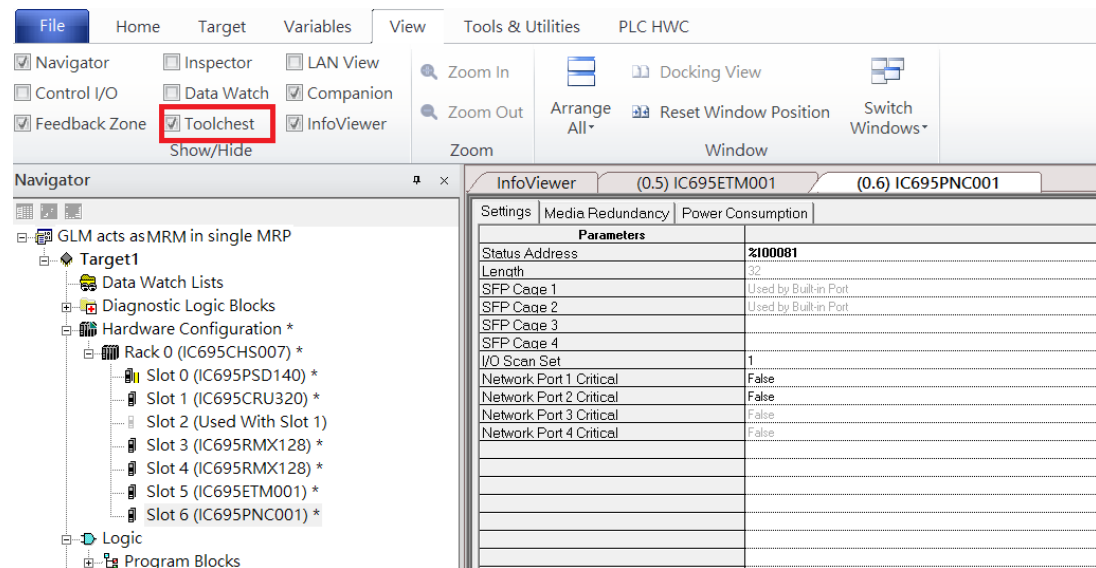 File Home Target Variables View Tools & Utilities PLC HWC
Navigator Inspector LAN View
Control I/O Data Watch Companion
Feedback Zone Toolchest InfoViewer
Show/Hide
Zoom In
Zoom Out
Zoom
Arrange All
Docking View
Reset Window Position
Switch Windows
Window
Navigator
GLM acts as MRM in single MRP
Target1
Data Watch Lists
Diagnostic Logic Blocks
Hardware Configuration *
Rack 0 (IC695CHS007) *
Slot 0 (IC695PSD140) *
Slot 1 (IC695CRU320) *
Slot 2 (Used With Slot 1)
Slot 3 (IC695RMX128) *
Slot 4 (IC695RMX128) *
Slot 5 (IC695ETM001) *
Slot 6 (IC695PNC001) *
Logic
Program Blocks
InfoViewer (0.5) IC695ETM001 (0.6) IC695PNC001
Settings Media Redundancy Power Consumption
Parameters
Status Address %I00081
Length 32
SFP Cage 1 Used by Built-in Port
SFP Cage 2 Used by Built-in Port
SFP Cage 3
SFP Cage 4
I/O Scan Set 1
Network Port 1 Critical False
Network Port 2 Critical False
Network Port 3 Critical False
Network Port 4 Critical False